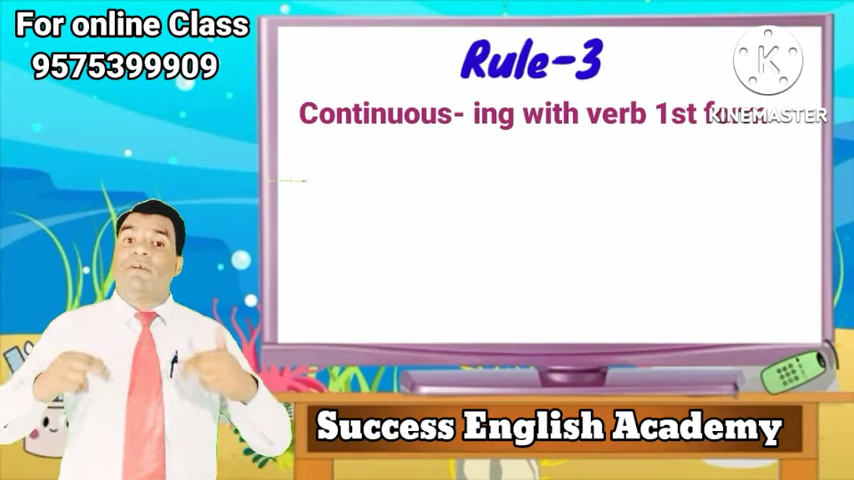 For online Class
9575399909
Rule-3
Continuous- ing with verb 1st
K
KINEMASTER
Success English Academy